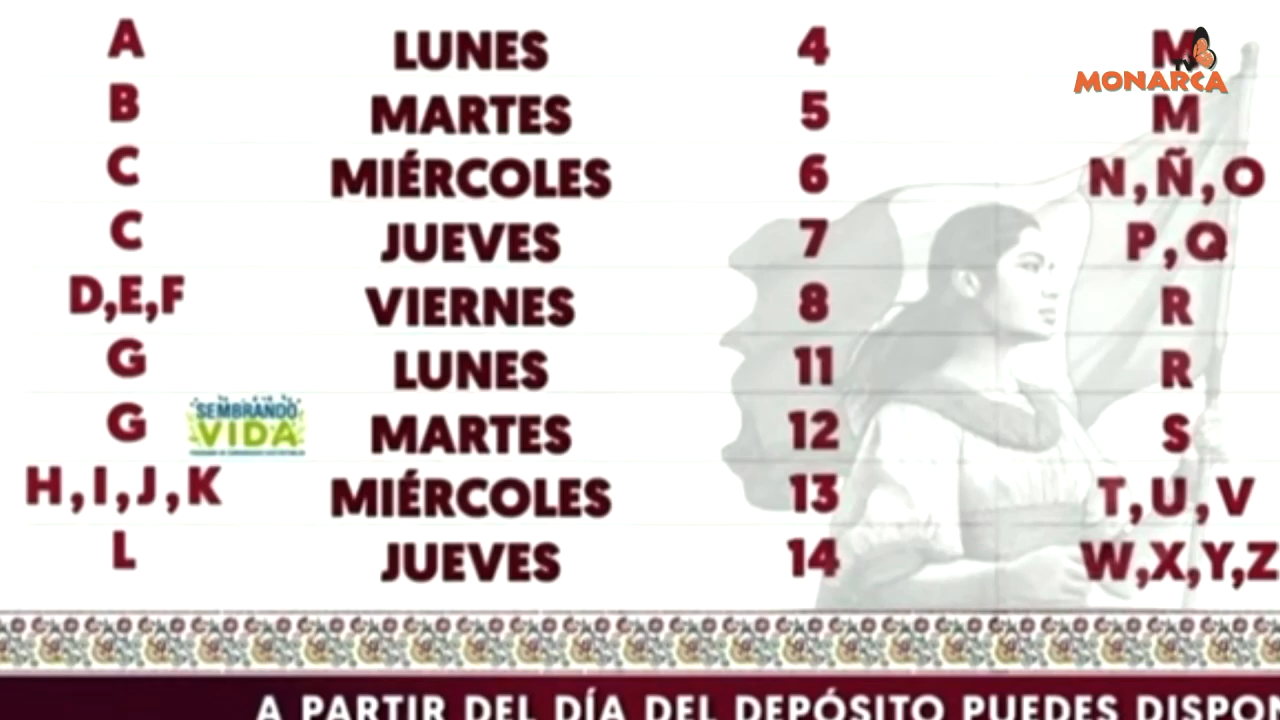 A LUNES 4 M
TV MONARCA
B MARTES 5 M
C MIÉRCOLES 6 N,Ñ,O
C JUEVES 7 P,Q
D,E,F VIERNES 8 R
G LUNES 11 R
G MARTES 12 S
SEMBRANDO
VIDA
H,I,J,K MIÉRCOLES 13 T,U,V
L JUEVES 14 W,X,Y,Z
A PARTIR DEL DÍA DEL DEPÓSITO PUEDES DISPON